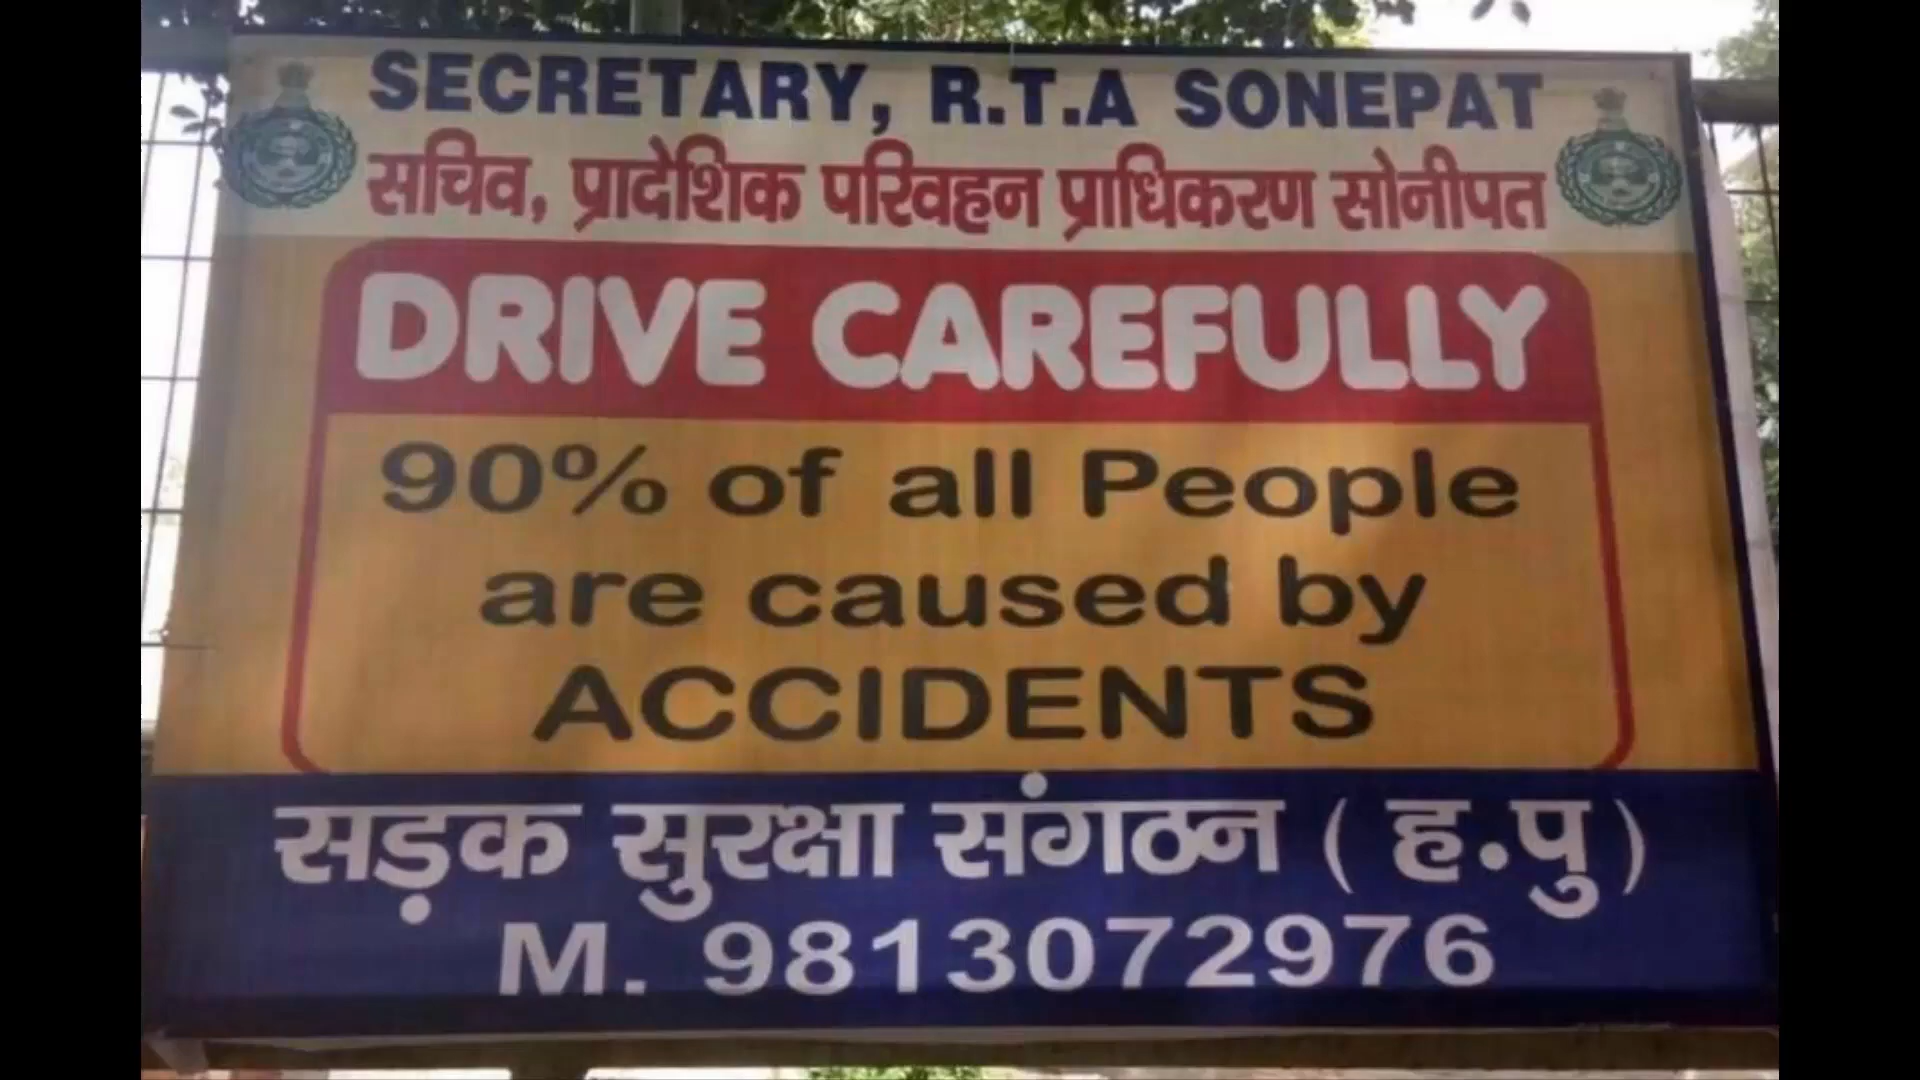 SECRETARY, R.T.A SONEPAT
सचिव, प्रादेशिक परिवहन प्राधिकरण सोनीपत
DRIVE CAREFULLY
90% of all People
are caused by
ACCIDENTS
सड़क सुरक्षा संगठन ( ह.पु )
M. 9813072976